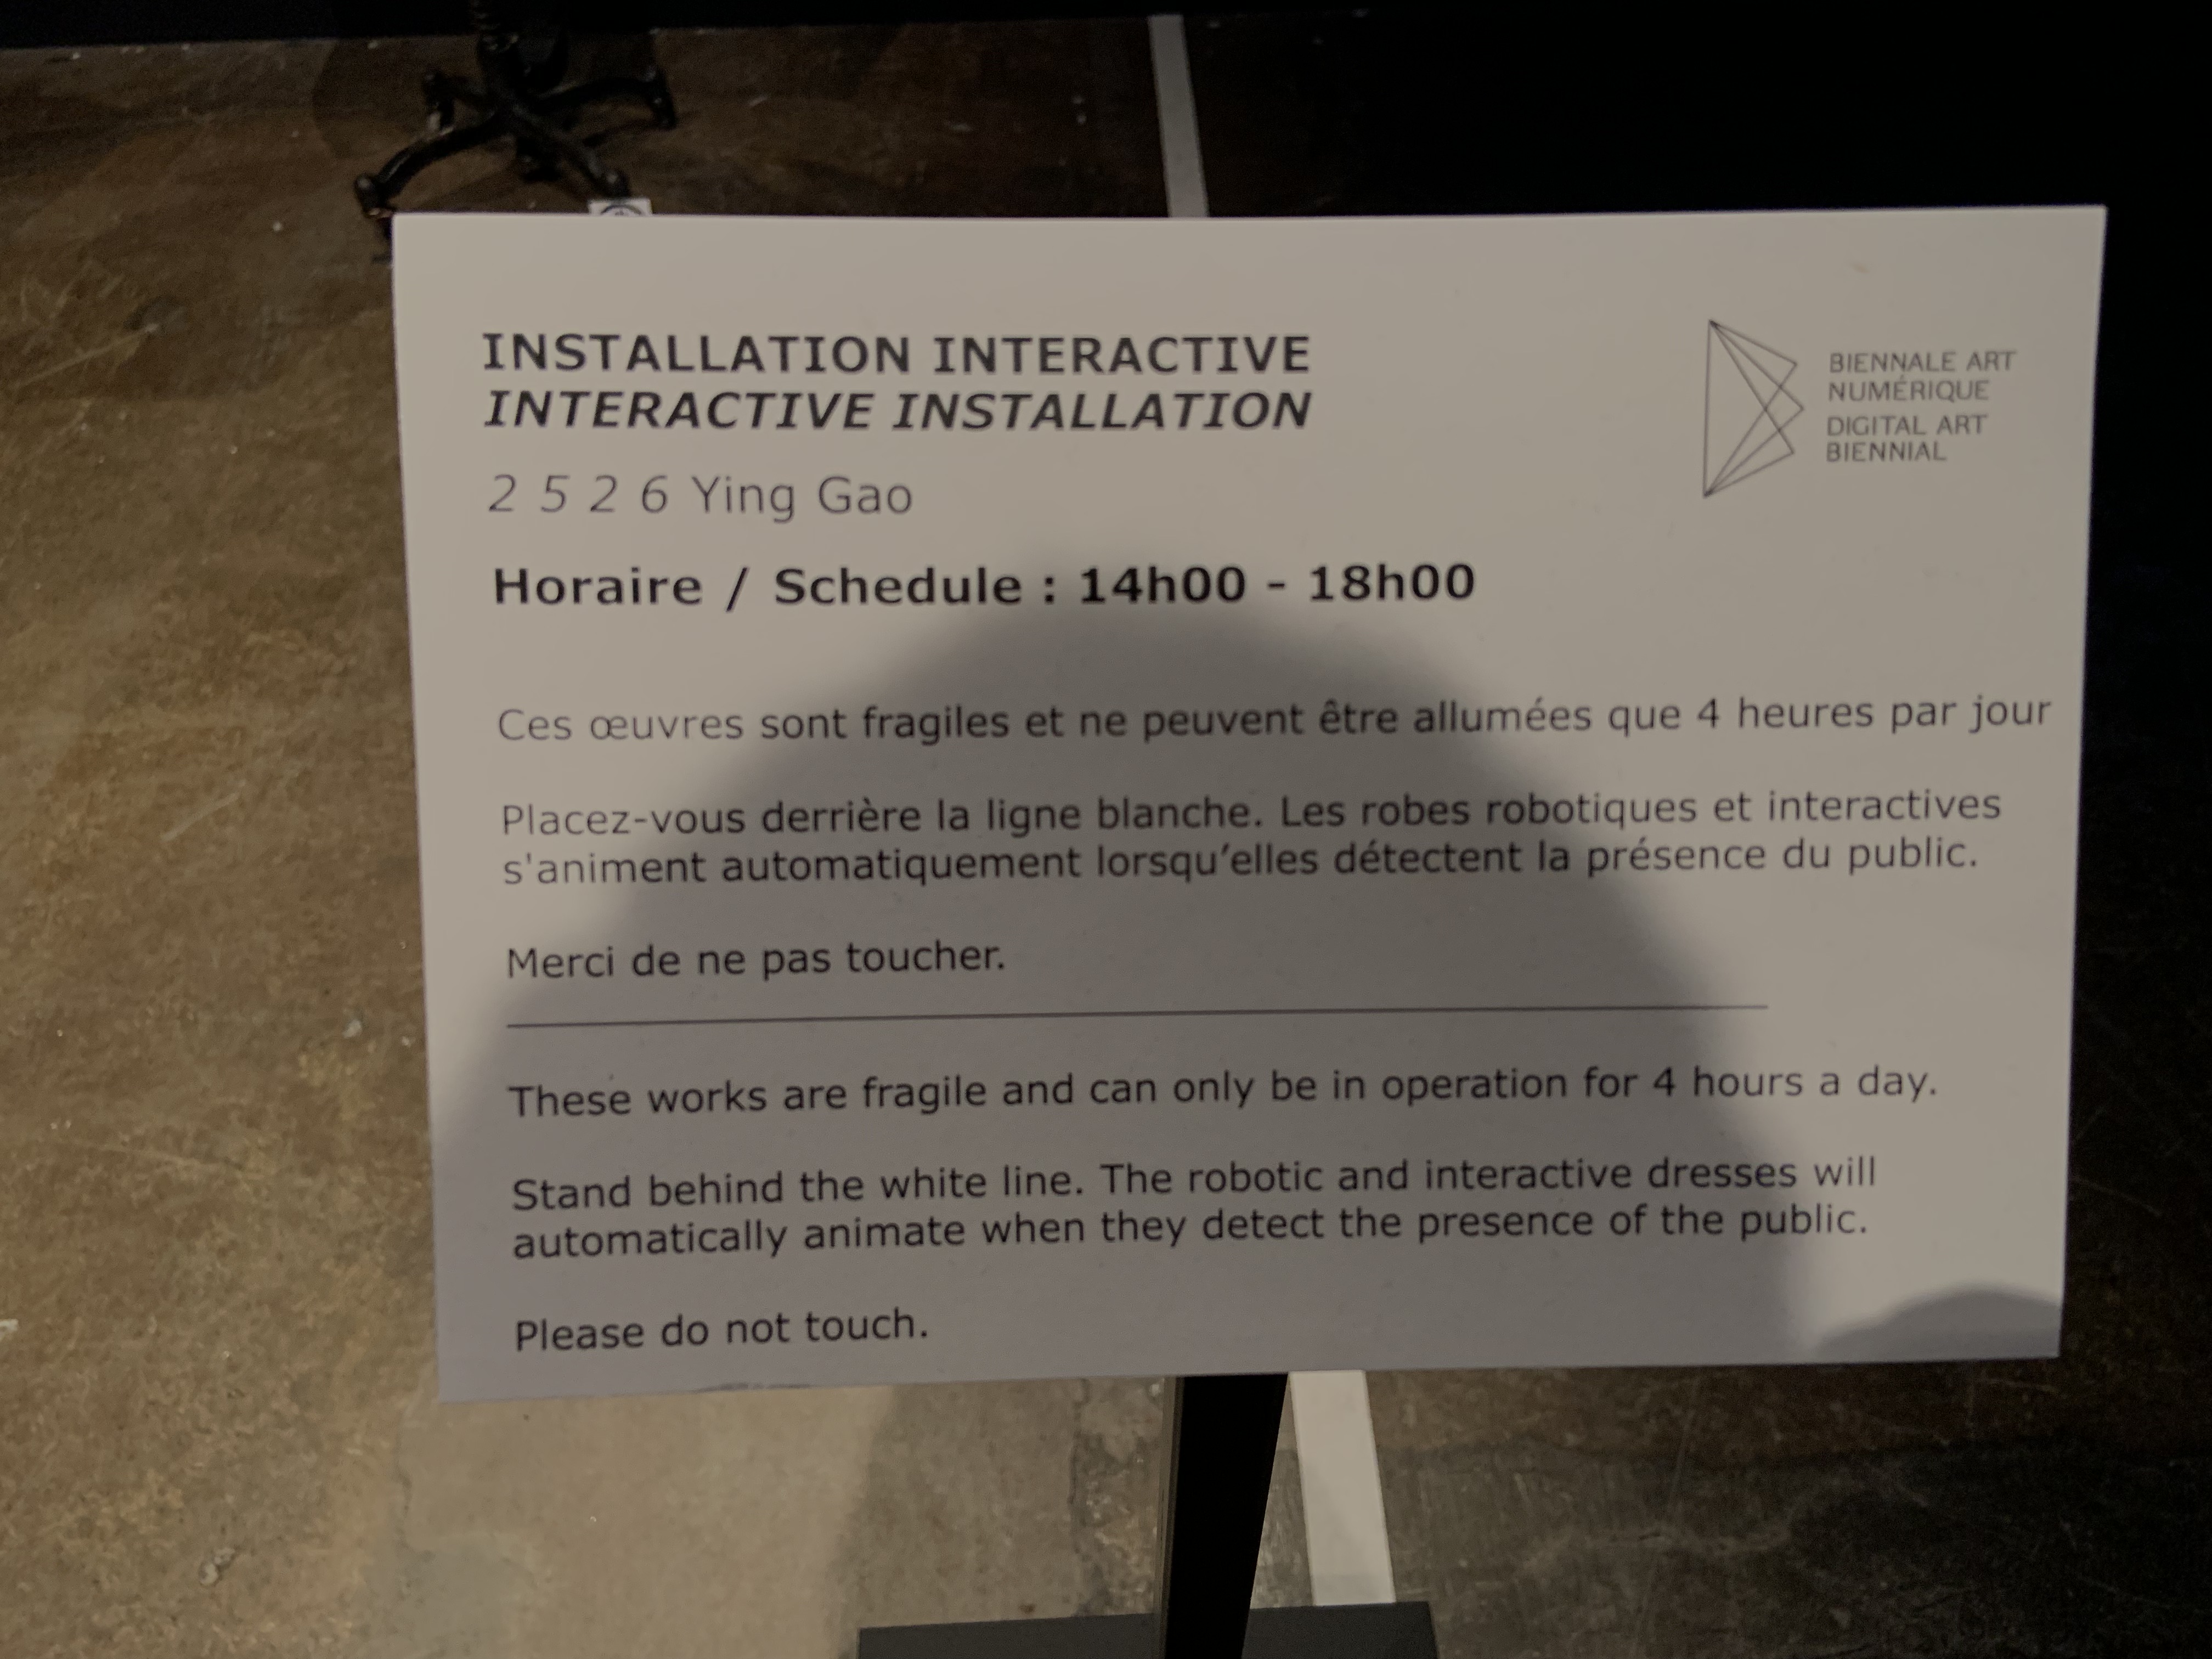 INSTALLATION INTERACTIVE
INTERACTIVE INSTALLATION
2 5 2 6 Ying Gao
BIENNALE ART
NUMÉRIQUE
DIGITAL ART
BIENNIAL
Horaire / Schedule : 14h00 - 18h00
Ces œuvres sont fragiles et ne peuvent être allumées que 4 heures par jour
Placez-vous derrière la ligne blanche. Les robes robotiques et interactives
s'animent automatiquement lorsqu’elles détectent la présence du public.
Merci de ne pas toucher.
These works are fragile and can only be in operation for 4 hours a day.
Stand behind the white line. The robotic and interactive dresses will
automatically animate when they detect the presence of the public.
Please do not touch.